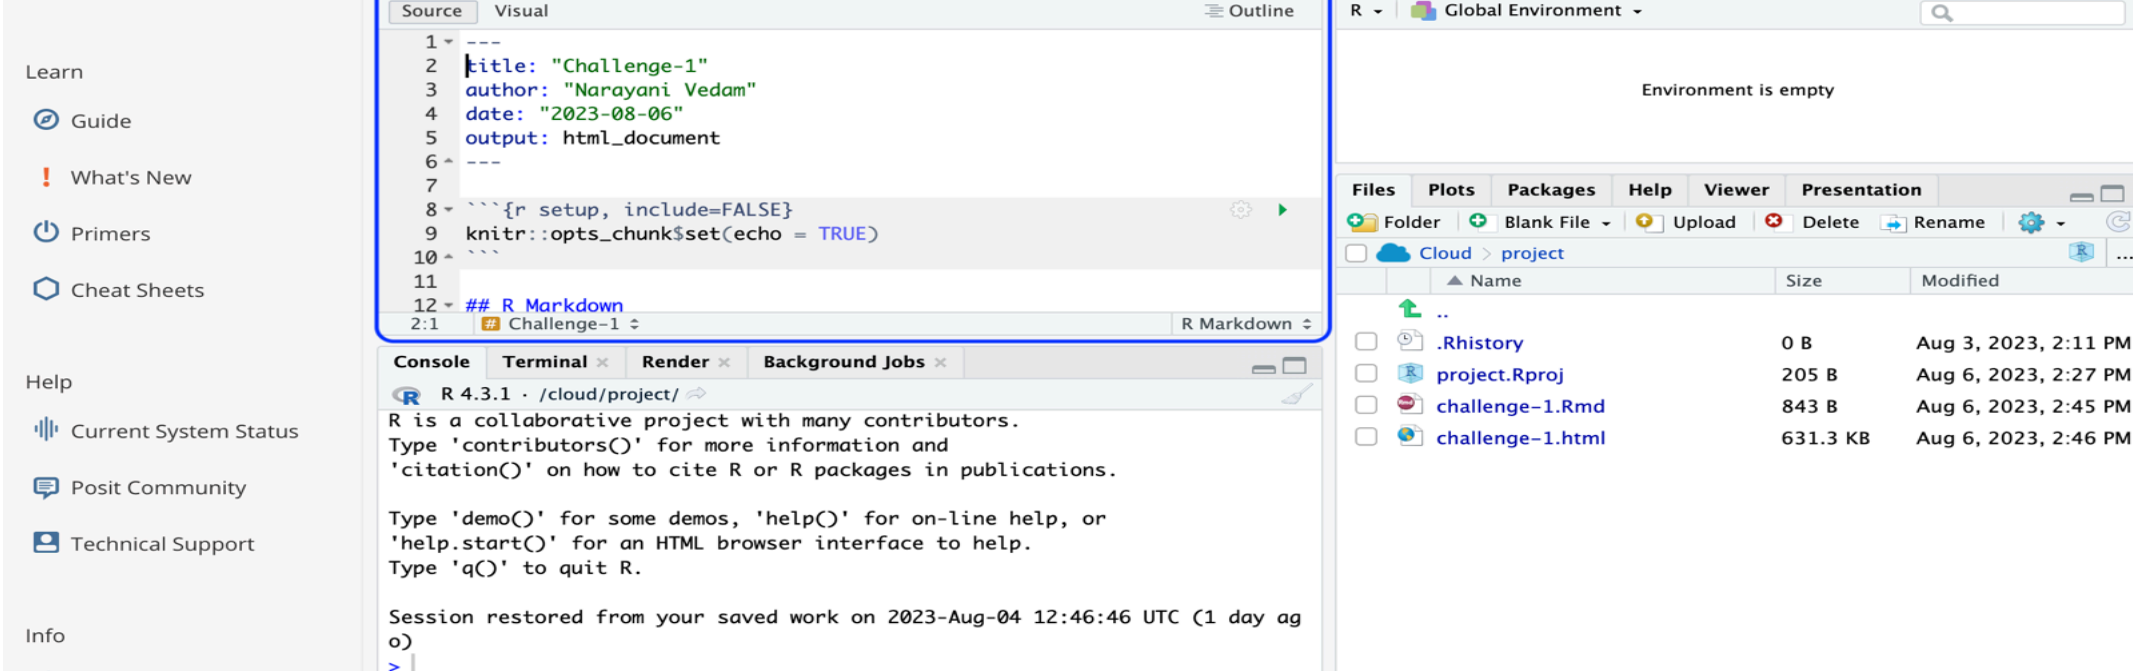 Learn
Guide
What's New
Primers
Cheat Sheets
Help
Current System Status
Posit Community
Technical Support
Info
Source Visual Outline
1 ---
2 title: "Challenge-1"
3 author: "Narayani Vedam"
4 date: "2023-08-06"
5 output: html_document
6 ---
7
8 ```{r setup, include=FALSE}
9 knitr::opts_chunk$set(echo = TRUE)
10 ```
11
12 ## R Markdown
2:1 # Challenge-1 R Markdown
Console Terminal Render Background Jobs
R R 4.3.1 · /cloud/project/
R is a collaborative project with many contributors.
Type 'contributors()' for more information and
'citation()' on how to cite R or R packages in publications.
Type 'demo()' for some demos, 'help()' for on-line help, or
'help.start()' for an HTML browser interface to help.
Type 'q()' to quit R.
Session restored from your saved work on 2023-Aug-04 12:46:46 UTC (1 day ag
o)
>
R Global Environment
Environment is empty
Files Plots Packages Help Viewer Presentation
Folder Blank File Upload Delete Rename
Cloud > project R ...
Name Size Modified
..
.Rhistory 0 B Aug 3, 2023, 2:11 PM
project.Rproj 205 B Aug 6, 2023, 2:27 PM
challenge-1.Rmd 843 B Aug 6, 2023, 2:45 PM
challenge-1.html 631.3 KB Aug 6, 2023, 2:46 PM